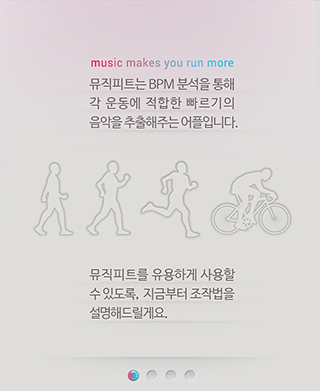 music makes you run more
뮤직피트는 BPM 분석을 통해
각 운동에 적합한 빠르기의
음악을 추출해주는 어플입니다.
뮤직피트를 유용하게 사용할
수 있도록, 지금부터 조작법을
설명해드릴게요.